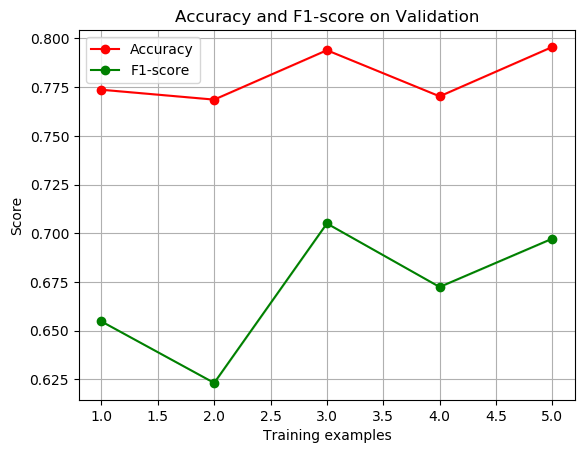 Accuracy and F1-score on Validation
Accuracy
F1-score
0.800
0.775
0.750
0.725
0.700
0.675
0.650
0.625
Score
1.0 1.5 2.0 2.5 3.0 3.5 4.0 4.5 5.0
Training examples